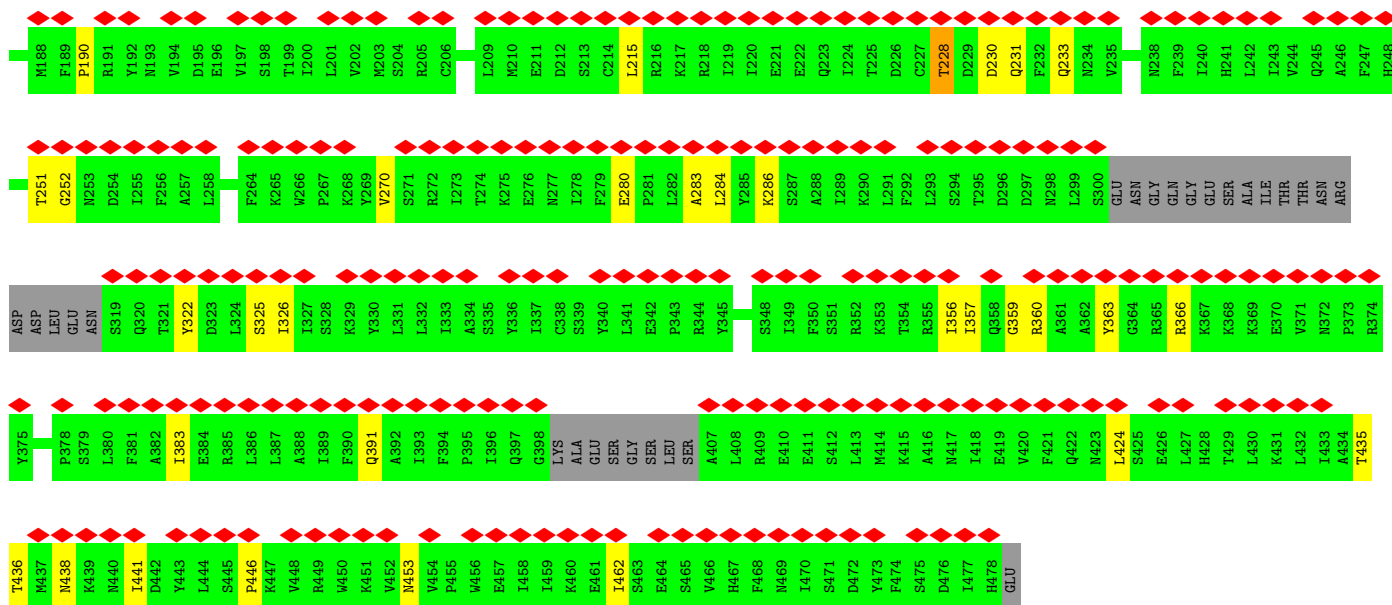 M188 F189 P190 R191 Y192 N193 V194 D195 E196 V197 S198 T199 I200 L201 V202 M203 S204 R205 C206 L209 M210 E211 D212 S213 C214 L215 R216 K217 R218 I219 I220 E221 E222 Q223 I224 T225 D226 C227 T228 D229 D230 Q231 F232 Q233 N234 V235 N238 F239 I240 H241 L242 I243 V244 Q245 A246 F247 H248
T251 G252 N253 D254 I255 F256 A257 L258 F264 K265 W266 P267 K268 Y269 V270 S271 R272 I273 T274 K275 E276 N277 I278 F279 E280 P281 L282 A283 L284 Y285 K286 S287 A288 I289 K290 L291 F292 L293 S294 T295 D296 D297 N298 L299 S300 GLU ASN GLY GLN GLY GLU SER ALA ILE THR THR ASN ARG
ASP ASP LEU GLU ASN S319 Q320 T321 Y322 D323 L324 S325 I326 I327 S328 K329 Y330 L331 L332 I333 A334 S335 Y336 I337 C338 S339 Y340 L341 E342 P343 R344 Y345 S348 I349 F350 S351 R352 K353 T354 R355 I356 I357 Q358 G359 R360 A361 A362 Y363 G364 R365 R366 K367 K368 K369 E370 V371 N372 P373 R374
Y375 P378 S379 L380 F381 A382 I383 E384 R385 L386 L387 A388 I389 F390 Q391 A392 I393 F394 P395 I396 Q397 G398 LYS ALA GLU SER GLY SER LEU SER A407 L408 R409 E410 E411 S412 L413 M414 K415 A416 N417 I418 E419 V420 F421 Q422 N423 L424 S425 E426 L427 H428 T429 L430 K431 L432 I433 A434 T435
T436 M437 N438 K439 N440 I441 D442 Y443 L444 S445 P446 K447 V448 R449 W450 K451 V452 N453 V454 P455 W456 E457 I458 I459 K460 E461 I462 S463 E464 S465 V466 H467 F468 N469 I470 S471 D472 Y473 F474 S475 D476 I477 H478 GLU